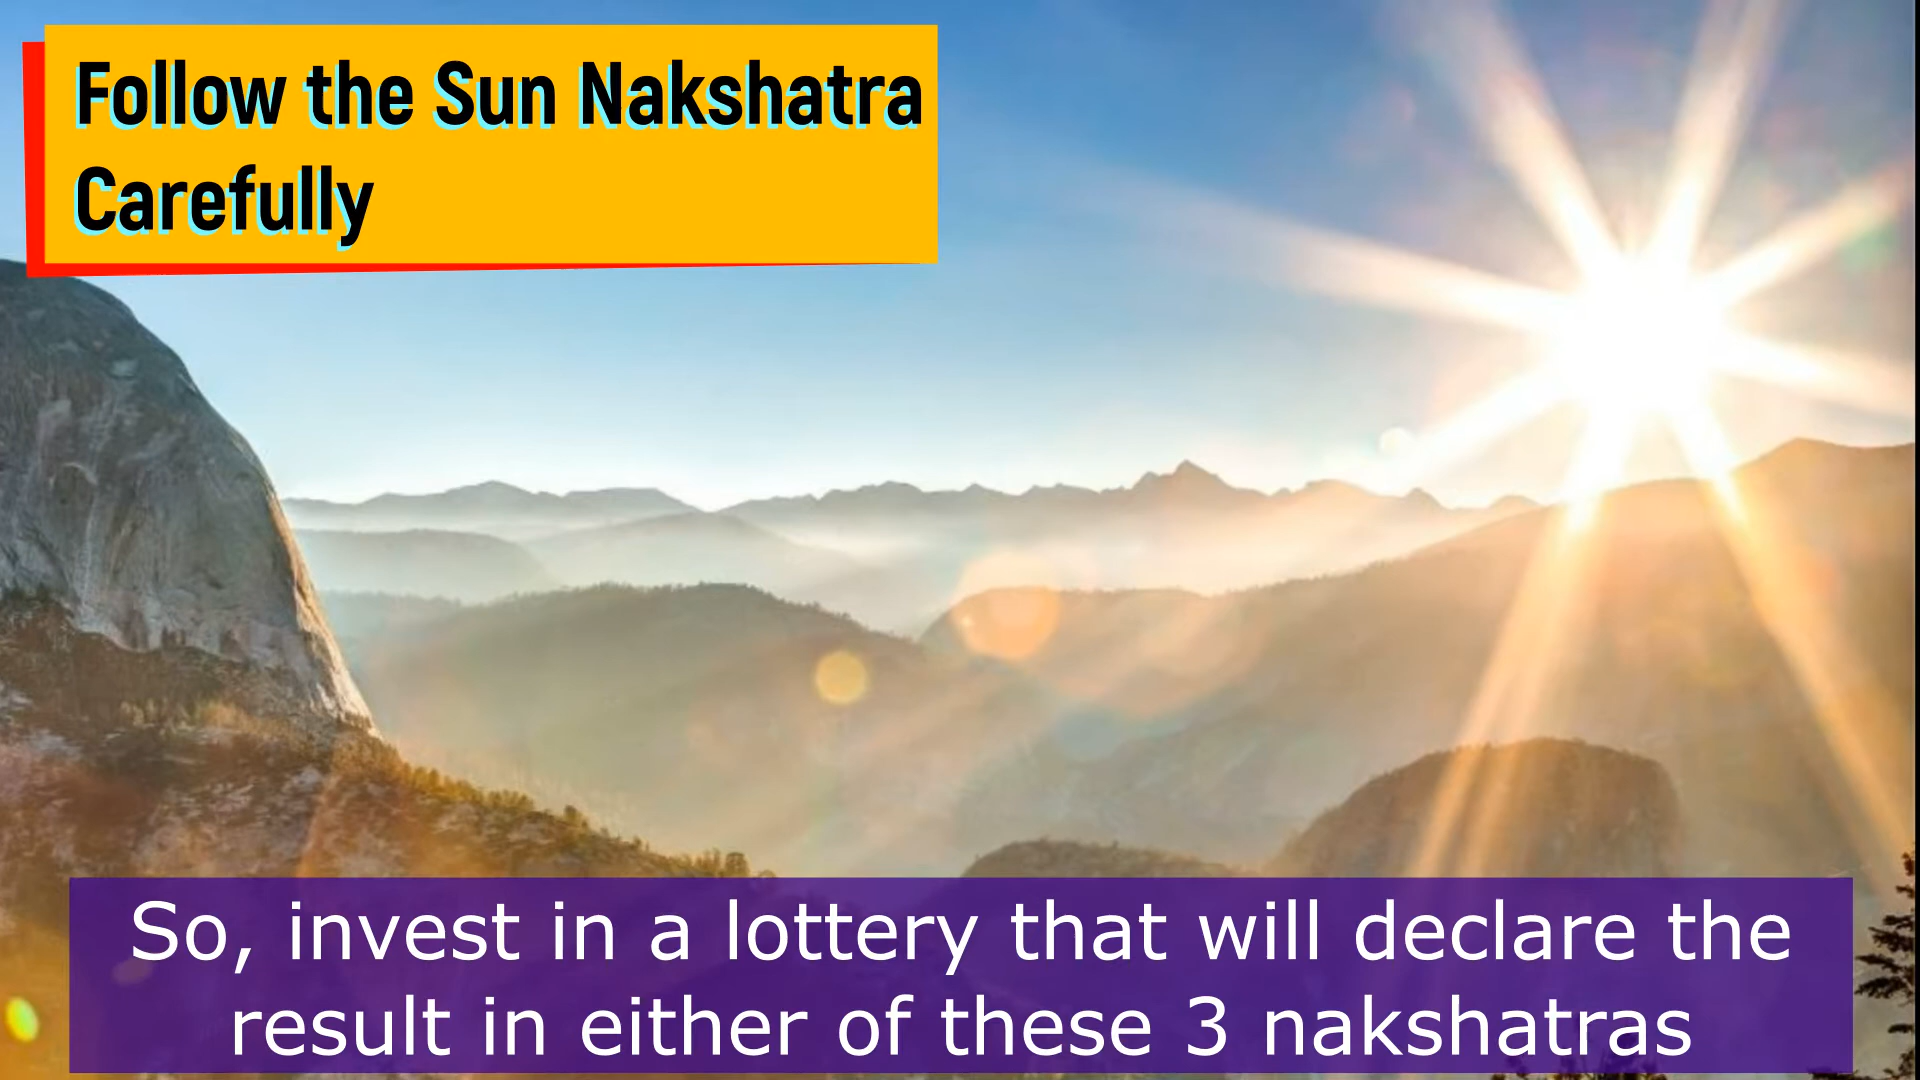 Follow the Sun Nakshatra
Carefully
So, invest in a lottery that will declare the
result in either of these 3 nakshatras